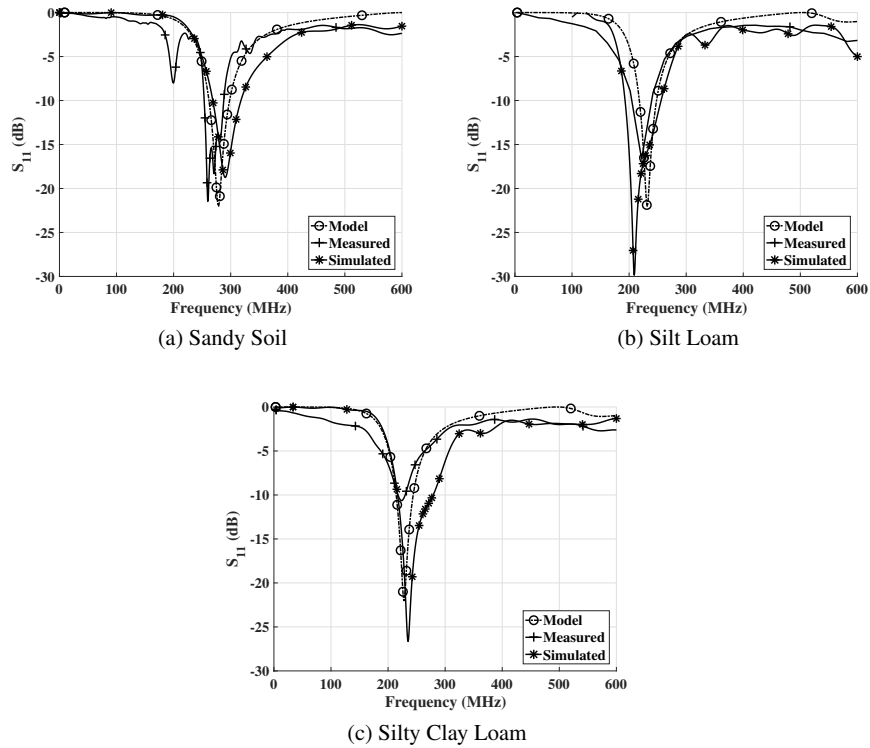 0
-5
-10
-15
-20
-25
-30
S11 (dB)
0 100 200 300 400 500 600
Frequency (MHz)
Model
Measured
Simulated
(a) Sandy Soil
0
-5
-10
-15
-20
-25
-30
S11 (dB)
0 100 200 300 400 500 600
Frequency (MHz)
Model
Measured
Simulated
(b) Silt Loam
0
-5
-10
-15
-20
-25
-30
S11 (dB)
0 100 200 300 400 500 600
Frequency (MHz)
Model
Measured
Simulated
(c) Silty Clay Loam